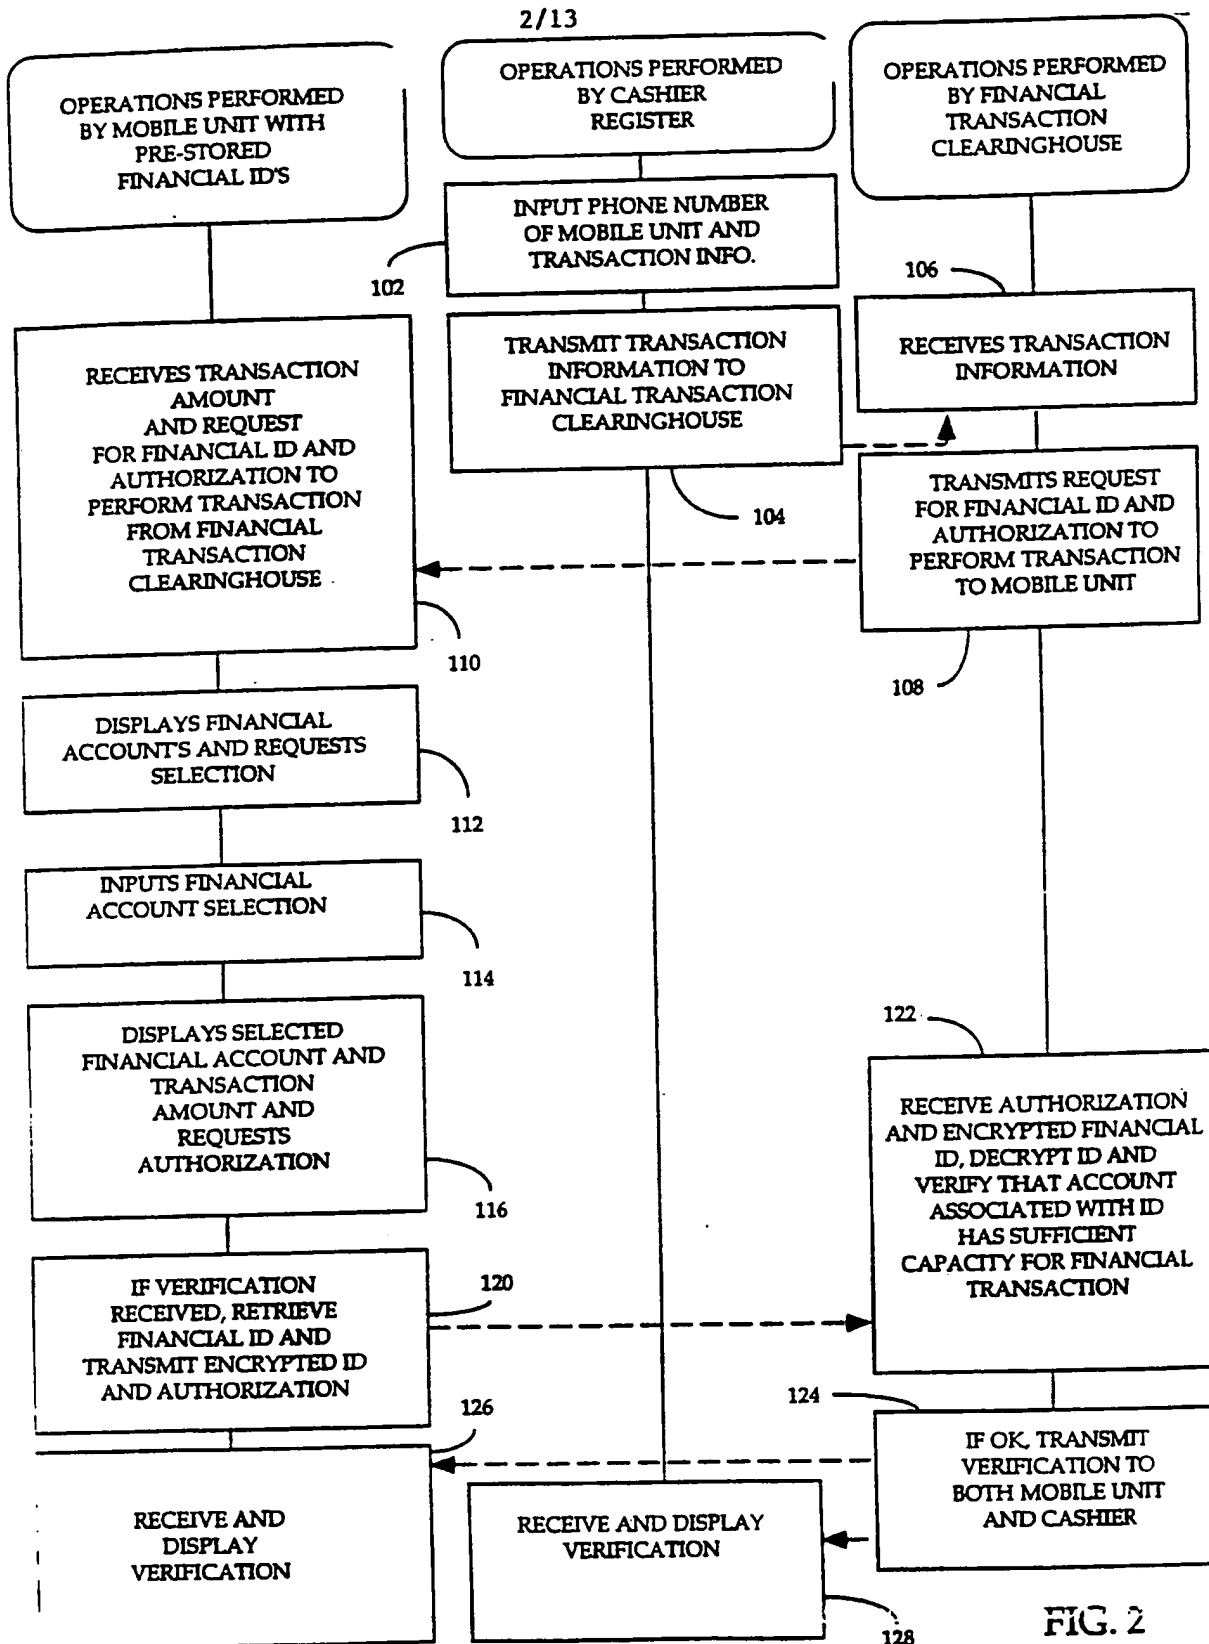 2/13
OPERATIONS PERFORMED
BY MOBILE UNIT WITH
PRE-STORED
FINANCIAL ID'S
OPERATIONS PERFORMED
BY CASHIER
REGISTER
OPERATIONS PERFORMED
BY FINANCIAL
TRANSACTION
CLEARINGHOUSE
INPUT PHONE NUMBER
OF MOBILE UNIT AND
TRANSACTION INFO.
102
106
RECEIVES TRANSACTION
AMOUNT
AND REQUEST
FOR FINANCIAL ID AND
AUTHORIZATION TO
PERFORM TRANSACTION
FROM FINANCIAL
TRANSACTION
CLEARINGHOUSE
110
TRANSMIT TRANSACTION
INFORMATION TO
FINANCIAL TRANSACTION
CLEARINGHOUSE
104
RECEIVES TRANSACTION
INFORMATION
TRANSMITS REQUEST
FOR FINANCIAL ID AND
AUTHORIZATION TO
PERFORM TRANSACTION
TO MOBILE UNIT
108
DISPLAYS FINANCIAL
ACCOUNT'S AND REQUESTS
SELECTION
112
INPUTS FINANCIAL
ACCOUNT SELECTION
114
DISPLAYS SELECTED
FINANCIAL ACCOUNT AND
TRANSACTION
AMOUNT AND
REQUESTS
AUTHORIZATION
116
122
RECEIVE AUTHORIZATION
AND ENCRYPTED FINANCIAL
ID, DECRYPT ID AND
VERIFY THAT ACCOUNT
ASSOCIATED WITH ID
HAS SUFFICIENT
CAPACITY FOR FINANCIAL
TRANSACTION
IF VERIFICATION
RECEIVED, RETRIEVE
FINANCIAL ID AND
TRANSMIT ENCRYPTED ID
AND AUTHORIZATION
120
126
124
IF OK, TRANSMIT
VERIFICATION TO
BOTH MOBILE UNIT
AND CASHIER
RECEIVE AND
DISPLAY
VERIFICATION
RECEIVE AND DISPLAY
VERIFICATION
128
FIG. 2